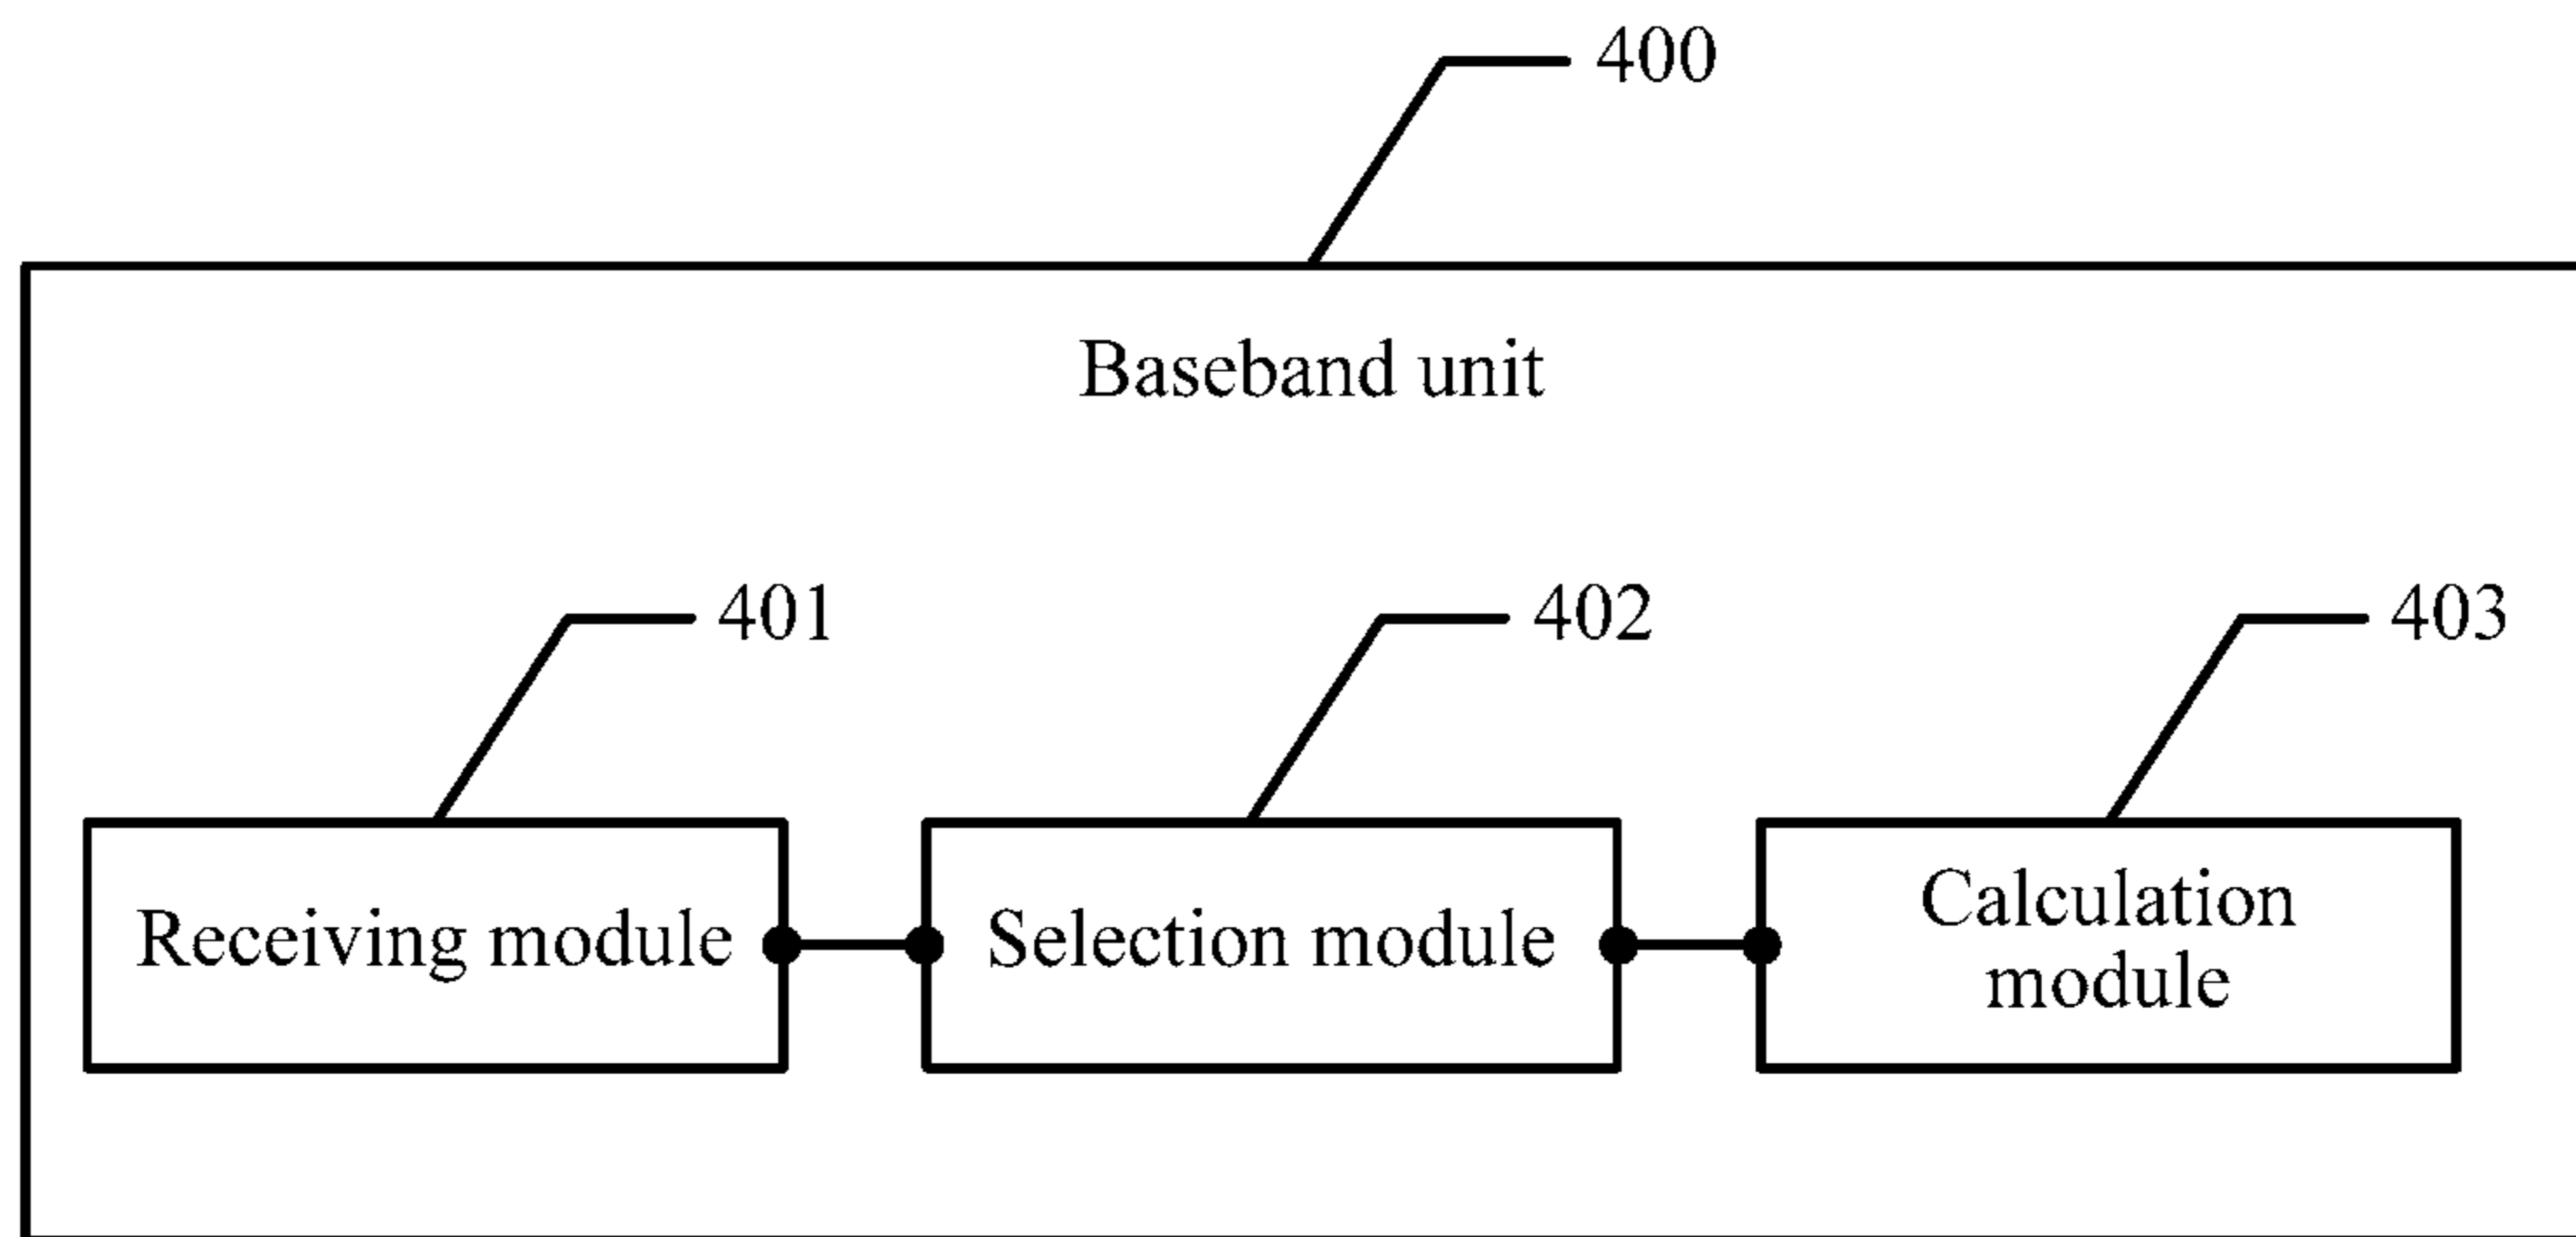 400
Baseband unit
401
402
403
Receiving module
Selection module
Calculation
module